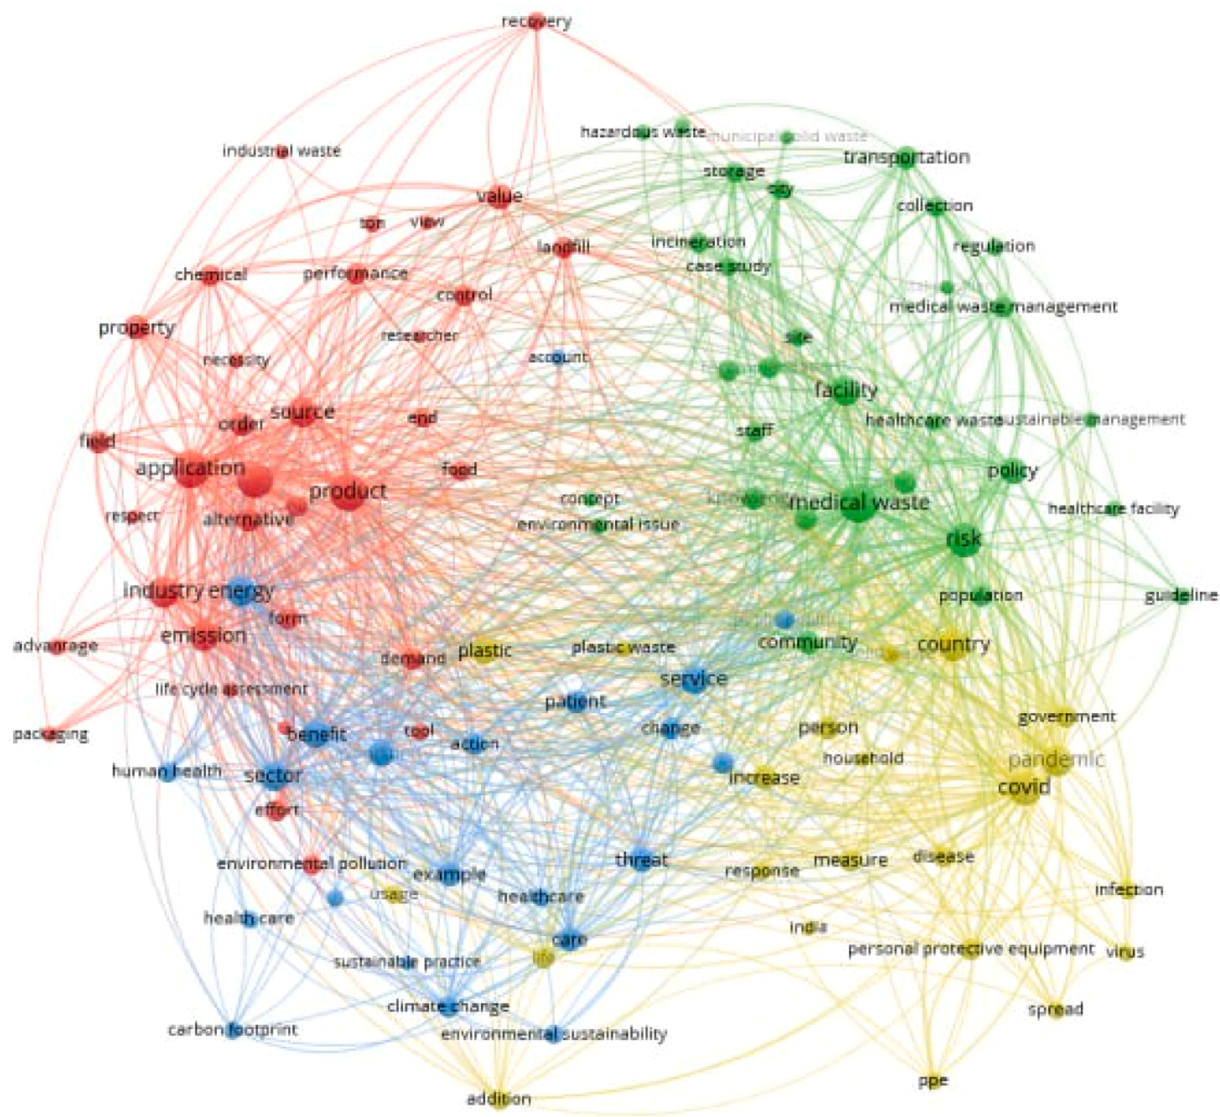 recovery
hazardous waste
municipal solid waste
industrial waste
transportation
storage
value
collection
ton
view
landfill
incineration
regulation
case study
chemical
performance
control
medical waste management
property
researcher
site
necessity
account
facility
source
order
end
healthcare waste
sustainable management
staff
field
application
food
policy
product
concept
medical waste
respect
alternative
environmental issue
healthcare facility
risk
industry
energy
population
guideline
form
emission
advantage
demand
plastic
plastic waste
community
country
life cycle assessment
service
patient
government
packaging
benefit
tool
action
change
person
household
pandemic
human health
sector
increase
covid
effort
environmental pollution
example
threat
response
measure
disease
usage
healthcare
infection
health care
india
care
life
sustainable practice
personal protective equipment
virus
climate change
spread
carbon footprint
environmental sustainability
ppe
addition